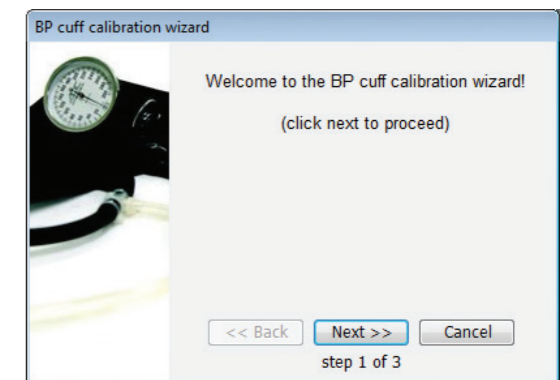 BP cuff calibration wizard
Welcome to the BP cuff calibration wizard!
(click next to proceed)
<< Back
Next >>
Cancel
step 1 of 3